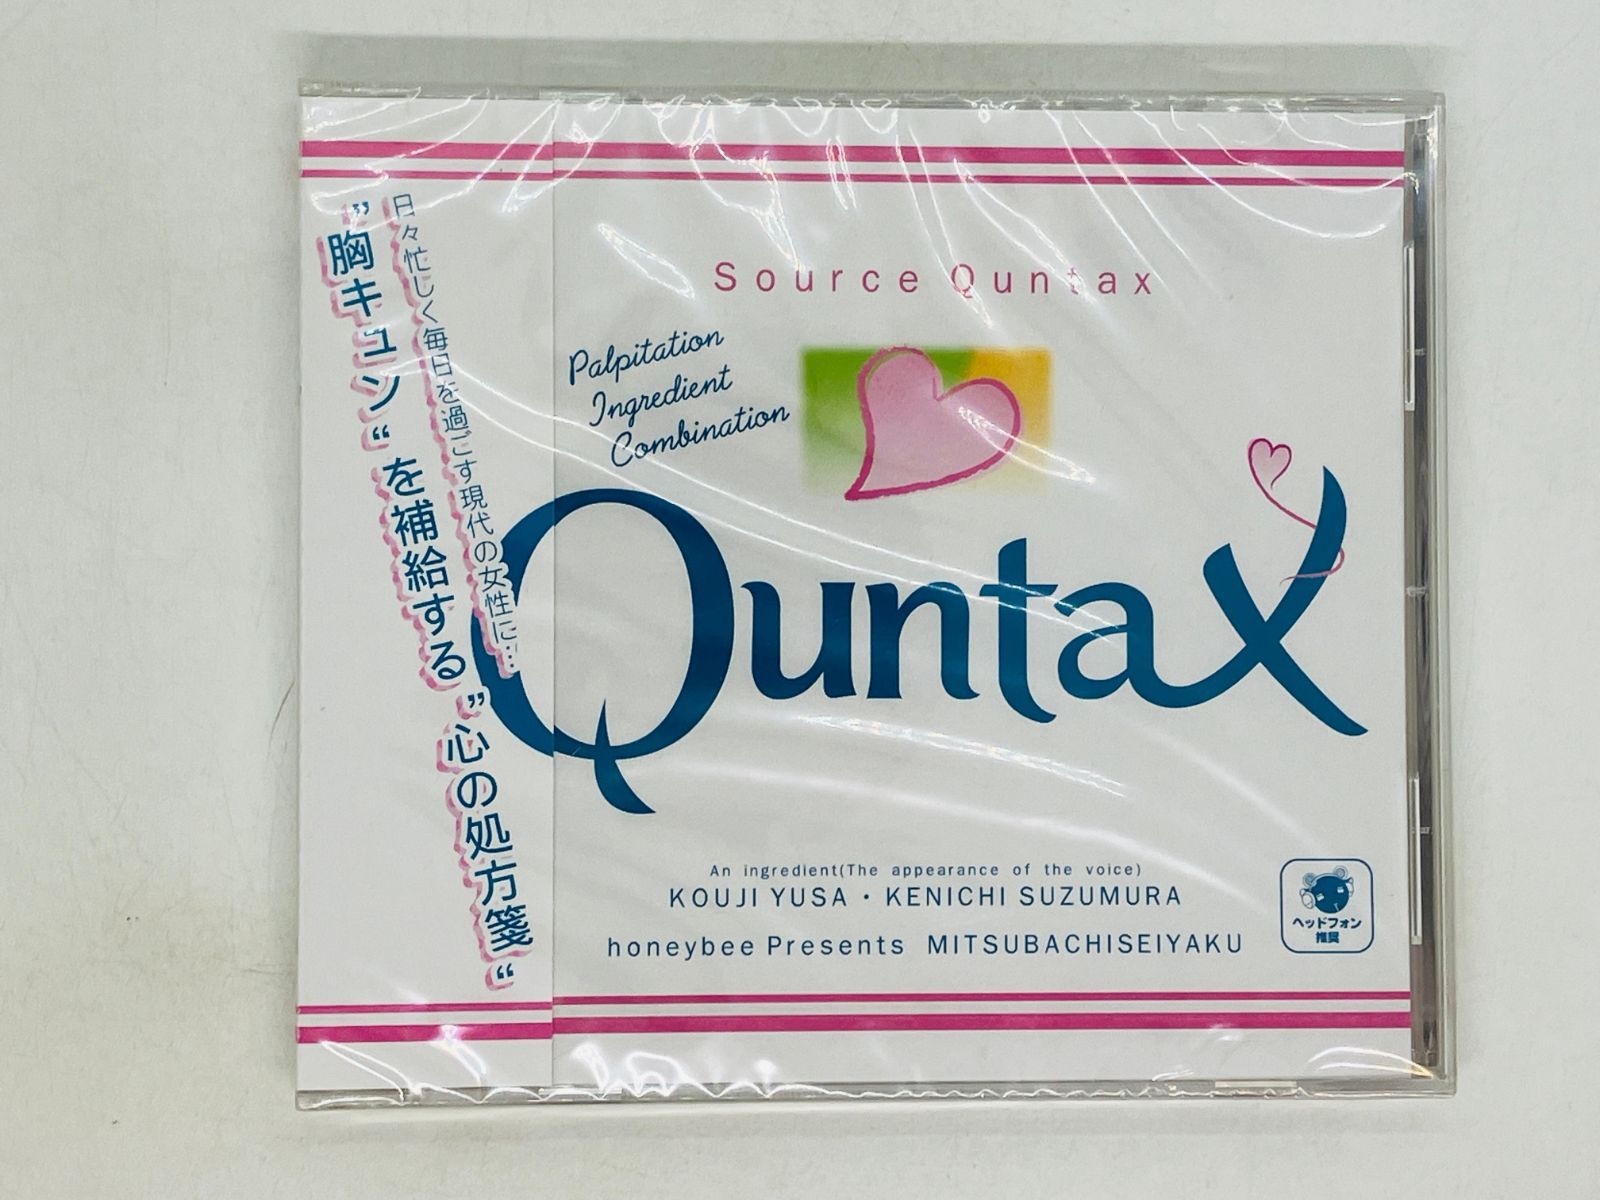 日々忙しく毎日を過ごす現代の女性に…
”胸キュン“を補給する”心の処方箋“
Source Quntax
Palpitation
Ingredient
Combination
Quntax
An ingredient(The appearance of the voice)
KOUJI YUSA・KENICHI SUZUMURA
honeybee Presents MITSUBACHISEIYAKU
ヘッドフォン
推奨